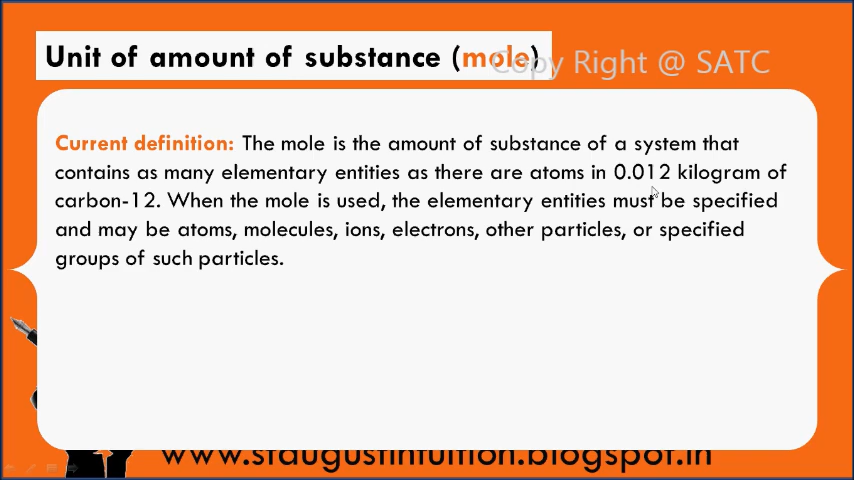 Unit of amount of substance (mole)
Copy Right @ SATC
Current definition: The mole is the amount of substance of a system that
contains as many elementary entities as there are atoms in 0.012 kilogram of
carbon-12. When the mole is used, the elementary entities must be specified
and may be atoms, molecules, ions, electrons, other particles, or specified
groups of such particles.
www.staugustintuition.blogspot.in